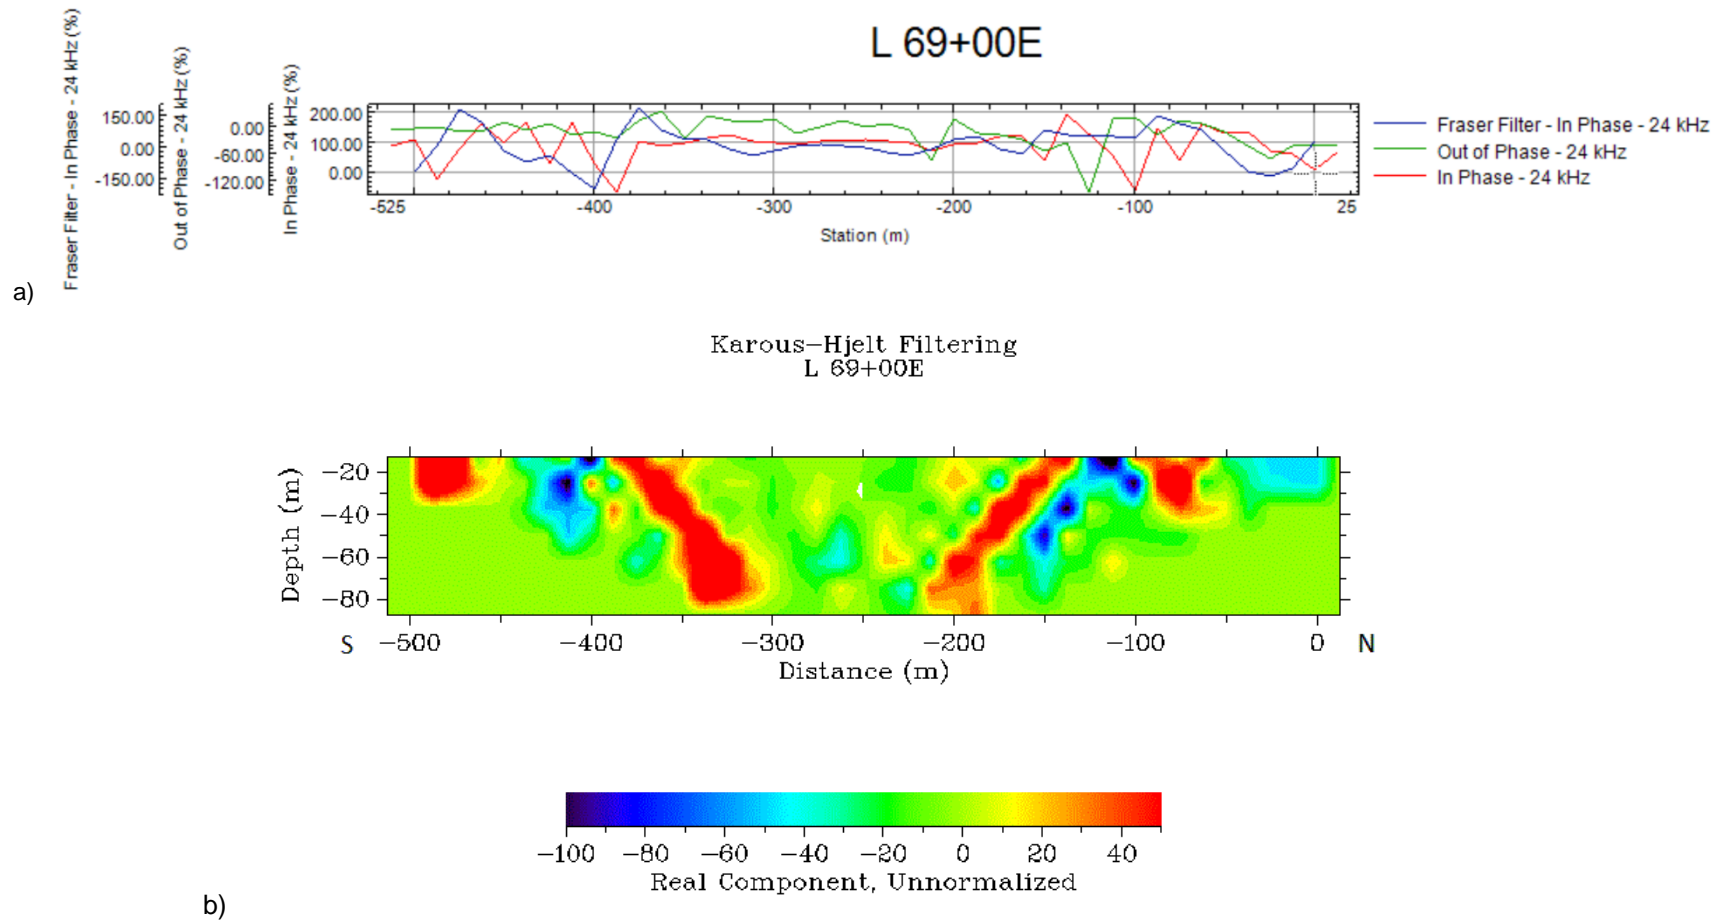 L 69+00E
Fraser Filter - In Phase - 24 kHz (%)
150.00
0.00
-150.00
Out of Phase - 24 kHz (%)
0.00
-60.00
-120.00
In Phase - 24 kHz (%)
200.00
100.00
0.00
-525 -400 -300 -200 -100 25
Station (m)
Fraser Filter - In Phase - 24 kHz
Out of Phase - 24 kHz
In Phase - 24 kHz
a)
Karous-Hjelt Filtering
L 69+00E
Depth (m)
-20
-40
-60
-80
S -500 -400 -300 -200 -100 0 N
Distance (m)
-100 -80 -60 -40 -20 0 20 40
Real Component, Unnormalized
b)